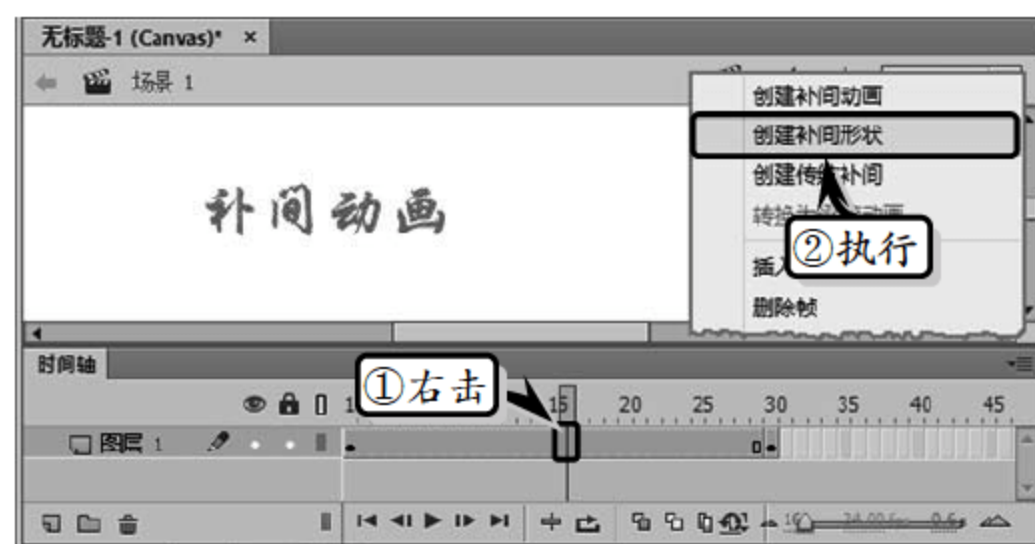 无标题-1 (Canvas)* ×
场景 1
创建补间动画
创建补间形状
创建传统补间
补间动画
②执行
插入
删除帧
时间轴
①右击
1 15 20 25 30 35 40 45
图层 1